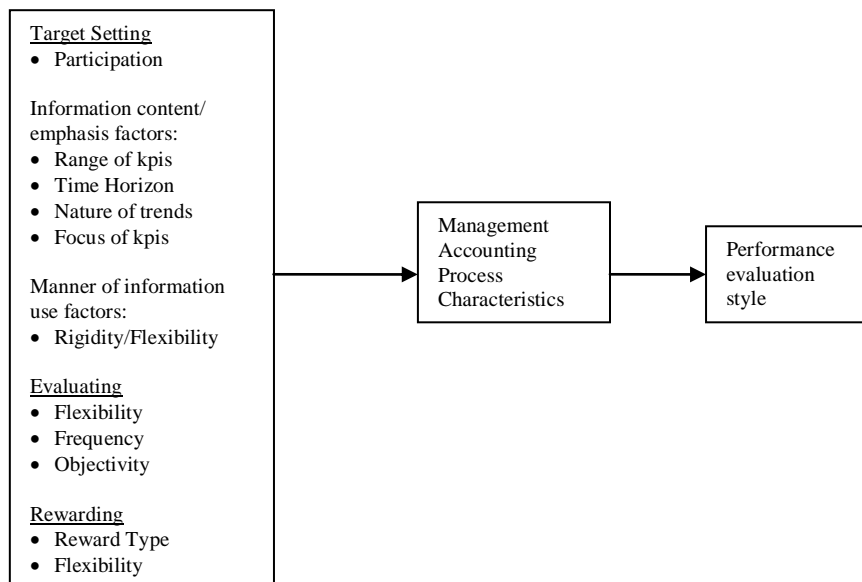 Target Setting
• Participation
Information content/
emphasis factors:
• Range of kpis
• Time Horizon
• Nature of trends
• Focus of kpis
Manner of information
use factors:
• Rigidity/Flexibility
Evaluating
• Flexibility
• Frequency
• Objectivity
Rewarding
• Reward Type
• Flexibility
Management
Accounting
Process
Characteristics
Performance
evaluation
style